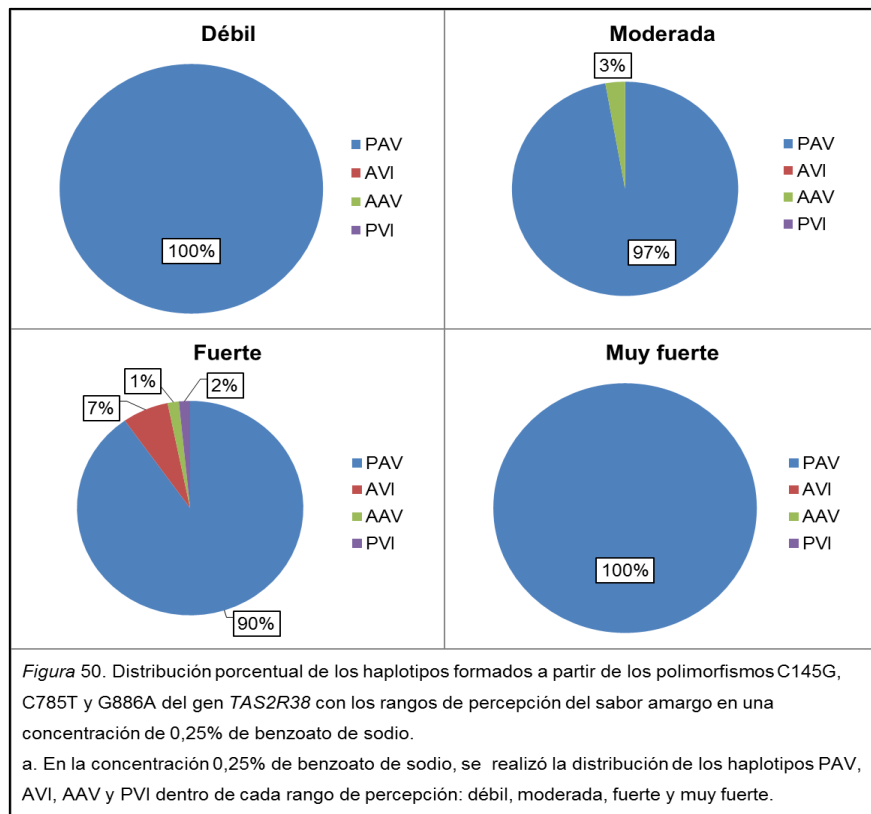 Débil
100%
PAV
AVI
AAV
PVI
Moderada
3%
97%
PAV
AVI
AAV
PVI
Fuerte
1%
2%
7%
90%
PAV
AVI
AAV
PVI
Muy fuerte
100%
PAV
AVI
AAV
PVI
Figura 50. Distribución porcentual de los haplotipos formados a partir de los polimorfismos C145G,
C785T y G886A del gen TAS2R38 con los rangos de percepción del sabor amargo en una
concentración de 0,25% de benzoato de sodio.
a. En la concentración 0,25% de benzoato de sodio, se realizó la distribución de los haplotipos PAV,
AVI, AAV y PVI dentro de cada rango de percepción: débil, moderada, fuerte y muy fuerte.